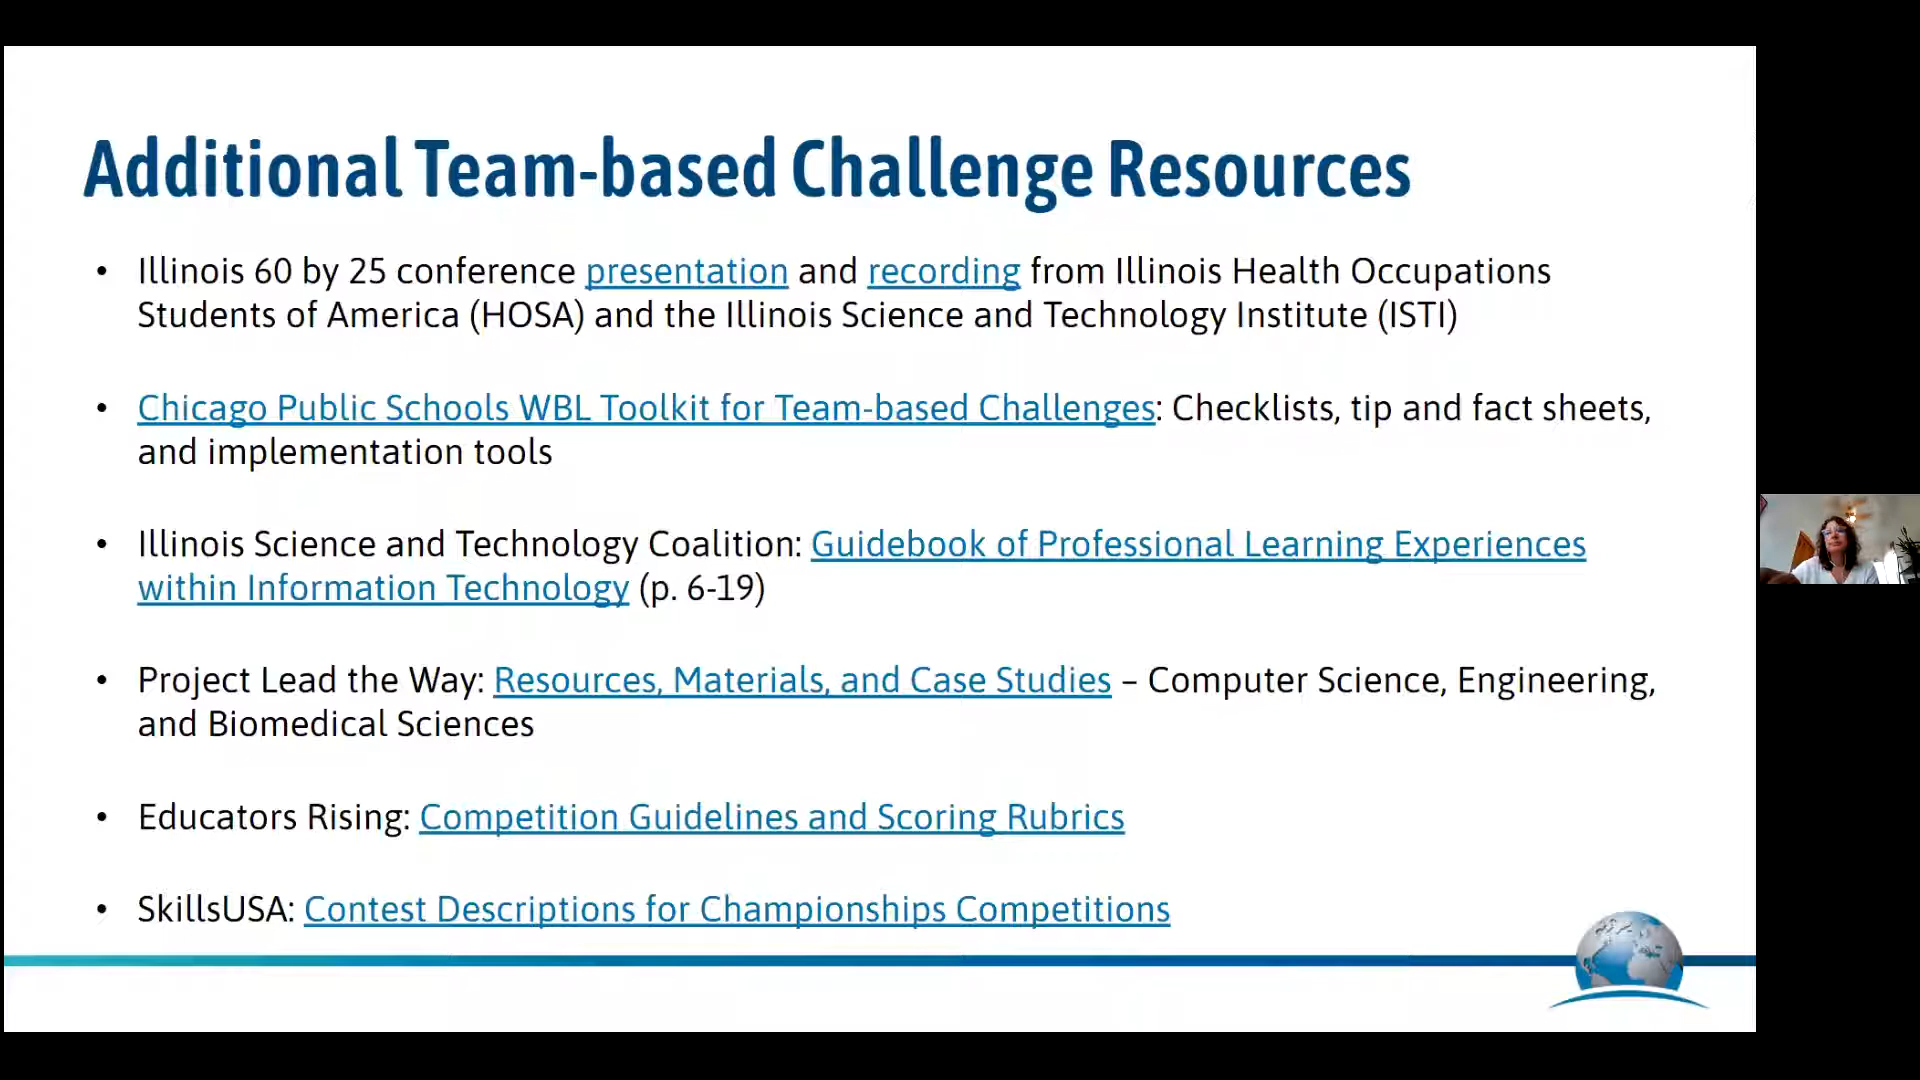 Additional Team-based Challenge Resources
• Illinois 60 by 25 conference presentation and recording from Illinois Health Occupations
Students of America (HOSA) and the Illinois Science and Technology Institute (ISTI)
• Chicago Public Schools WBL Toolkit for Team-based Challenges: Checklists, tip and fact sheets,
and implementation tools
• Illinois Science and Technology Coalition: Guidebook of Professional Learning Experiences
within Information Technology (p. 6-19)
• Project Lead the Way: Resources, Materials, and Case Studies – Computer Science, Engineering,
and Biomedical Sciences
• Educators Rising: Competition Guidelines and Scoring Rubrics
• SkillsUSA: Contest Descriptions for Championships Competitions